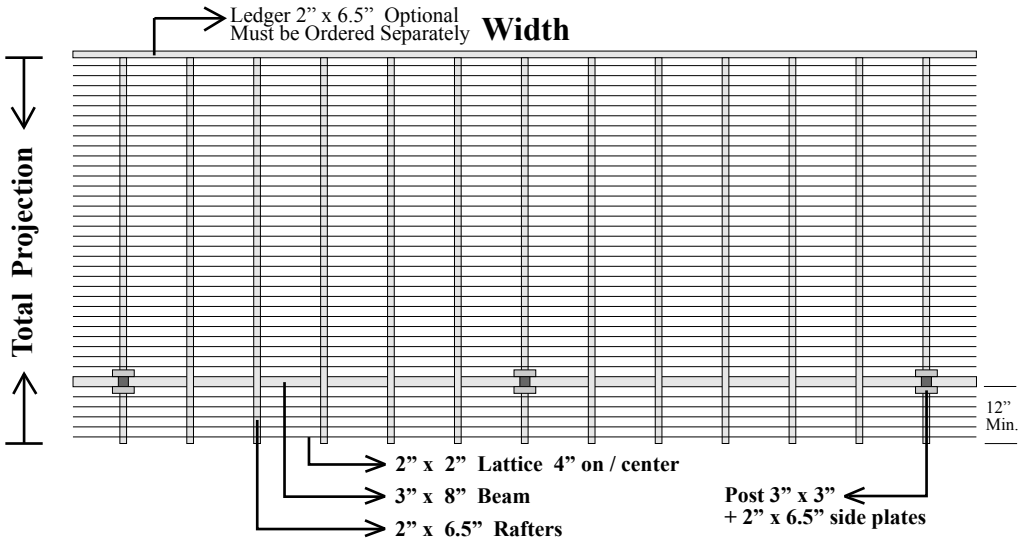 Ledger 2” x 6.5” Optional
Must be Ordered Separately
Width
Total Projection
12”
Min.
2” x 2” Lattice 4” on / center
3” x 8” Beam
2” x 6.5” Rafters
Post 3” x 3”
+ 2” x 6.5” side plates